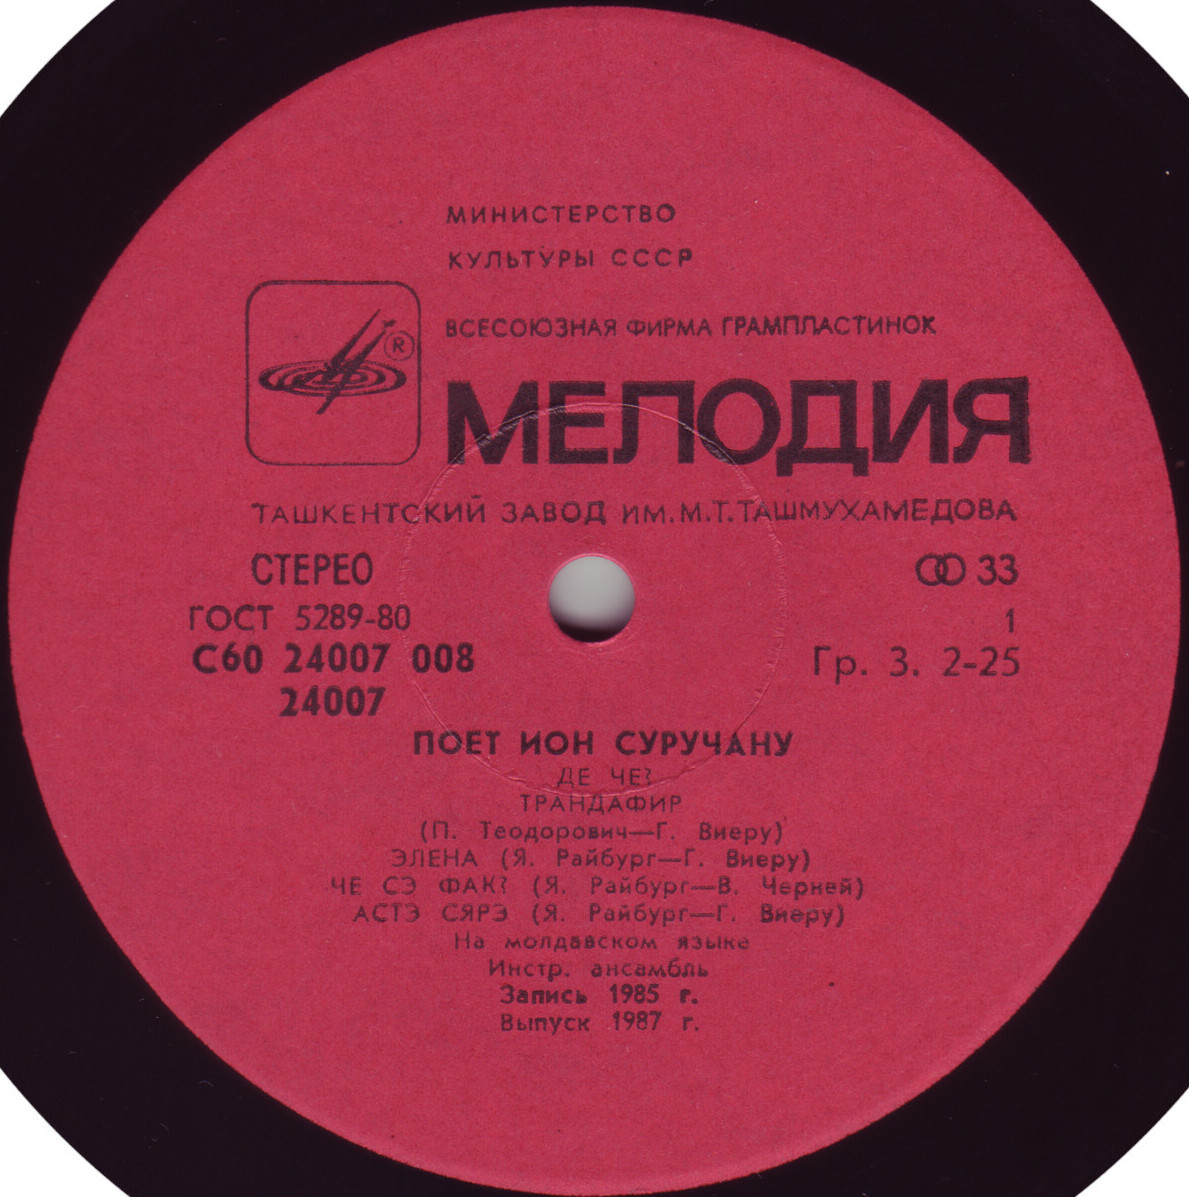 МИНИСТЕРСТВО
КУЛЬТУРЫ СССР
ВСЕСОЮЗНАЯ ФИРМА ГРАМПЛАСТИНОК
®
МЕЛОДИЯ
ТАШКЕНТСКИЙ ЗАВОД ИМ. М.Т. ТАШМУХАМЕДОВА
СТЕРЕО
33
ГОСТ 5289-80
1
С60 24007 008
Гр. 3. 2-25
24007
ПОЕТ ИОН СУРУЧАНУ
ДЕ ЧЕ?
ТРАНДАФИР
(П. Теодорович—Г. Виеру)
ЭЛЕНА (Я. Райбург—Г. Виеру)
ЧЕ СЭ ФАК? (Я. Райбург—В. Черней)
АСТЭ СЯРЭ (Я. Райбург—Г. Виеру)
На молдавском языке
Инстр. ансамбль
Запись 1985 г.
Выпуск 1987 г.